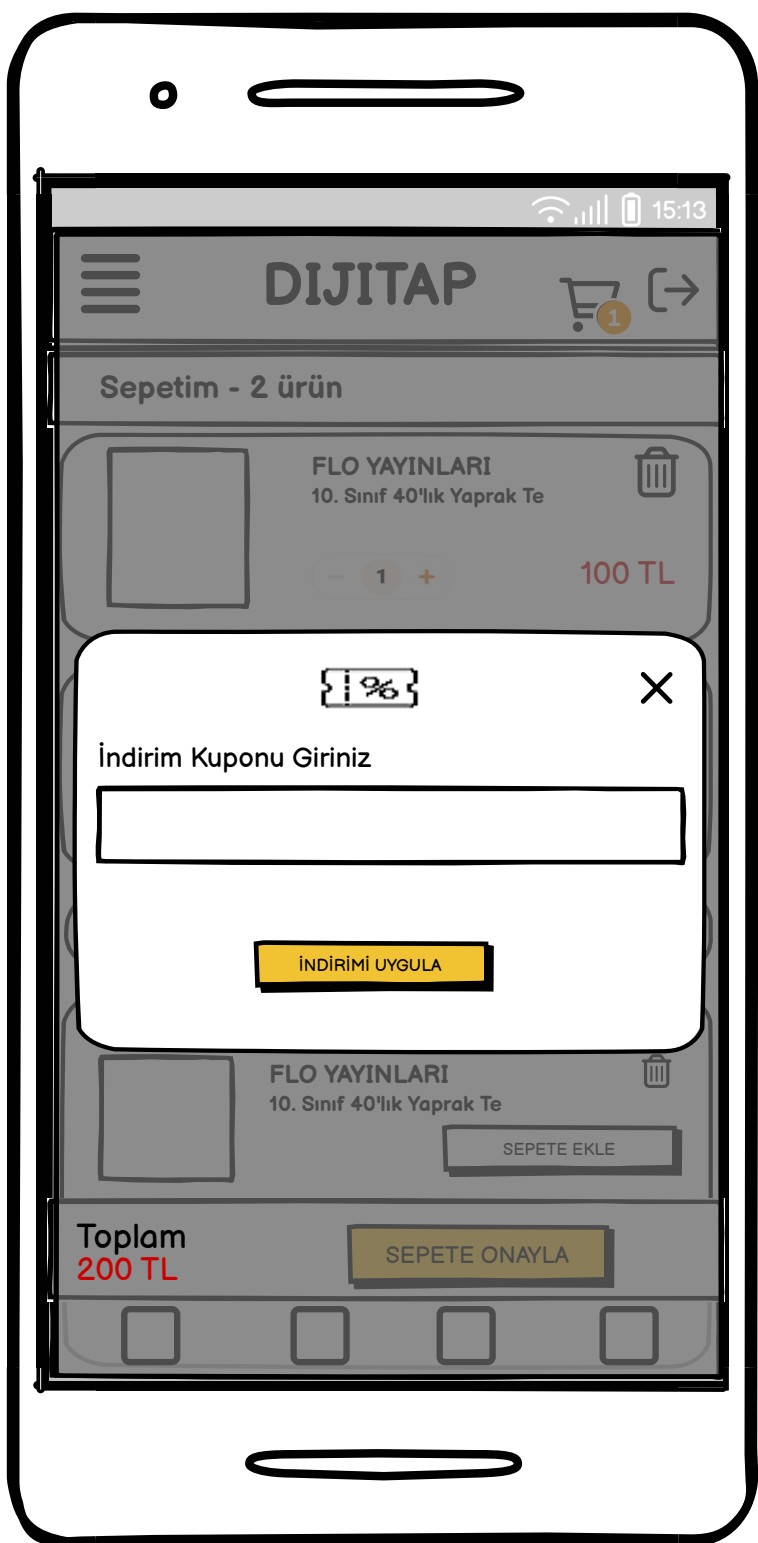 15:13
DIJITAP
1
Sepetim - 2 ürün
FLO YAYINLARI
10. Sınıf 40'lık Yaprak Te
- 1 +
100 TL
%
İndirim Kuponu Giriniz
İNDİRİMİ UYGULA
FLO YAYINLARI
10. Sınıf 40'lık Yaprak Te
SEPETE EKLE
Toplam
200 TL
SEPETE ONAYLA